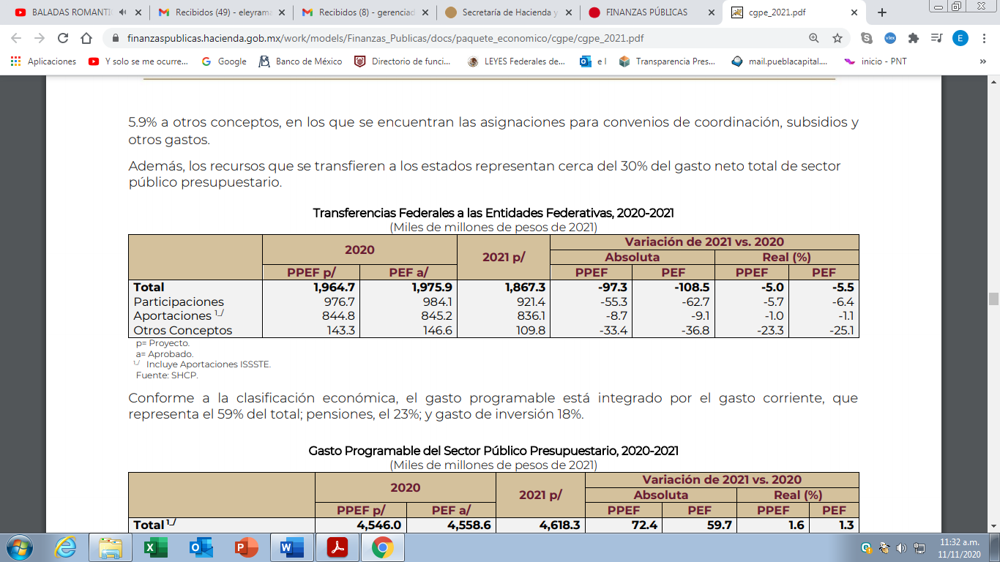 BALADAS ROMANTI
Recibidos (49) - eleyrama
Recibidos (8) - gerenciad
Secretaría de Hacienda y
FINANZAS PÚBLICAS
cgpe_2021.pdf
finanzaspublicas.hacienda.gob.mx/work/models/Finanzas_Publicas/docs/paquete_economico/cgpe/cgpe_2021.pdf
vlex
E
Aplicaciones
Y solo se me ocurre...
Google
Banco de México
Directorio de funci...
LEYES Federales de...
e l
Transparencia Pres...
mail.pueblacapital....
inicio - PNT
»
5.9% a otros conceptos, en los que se encuentran las asignaciones para convenios de coordinación, subsidios y
otros gastos.
Además, los recursos que se transfieren a los estados representan cerca del 30% del gasto neto total de sector
público presupuestario.
Transferencias Federales a las Entidades Federativas, 2020-2021
(Miles de millones de pesos de 2021)
2020 2021 p/ Variación de 2021 vs. 2020
Absoluta Real (%)
PPEF p/ PEF a/ PPEF PEF PPEF PEF
Total 1,964.7 1,975.9 1,867.3 -97.3 -108.5 -5.0 -5.5
Participaciones 976.7 984.1 921.4 -55.3 -62.7 -5.7 -6.4
Aportaciones 1_/ 844.8 845.2 836.1 -8.7 -9.1 -1.0 -1.1
Otros Conceptos 143.3 146.6 109.8 -33.4 -36.8 -23.3 -25.1
p= Proyecto.
a= Aprobado.
1_/ Incluye Aportaciones ISSSTE.
Fuente: SHCP.
Conforme a la clasificación económica, el gasto programable está integrado por el gasto corriente, que
representa el 59% del total; pensiones, el 23%; y gasto de inversión 18%.
Gasto Programable del Sector Público Presupuestario, 2020-2021
(Miles de millones de pesos de 2021)
2020 2021 p/ Variación de 2021 vs. 2020
Absoluta Real (%)
PPEF p/ PEF a/ PPEF PEF PPEF PEF
Total 1_/ 4,546.0 4,558.6 4,618.3 72.4 59.7 1.6 1.3
11:32 a.m.
11/11/2020